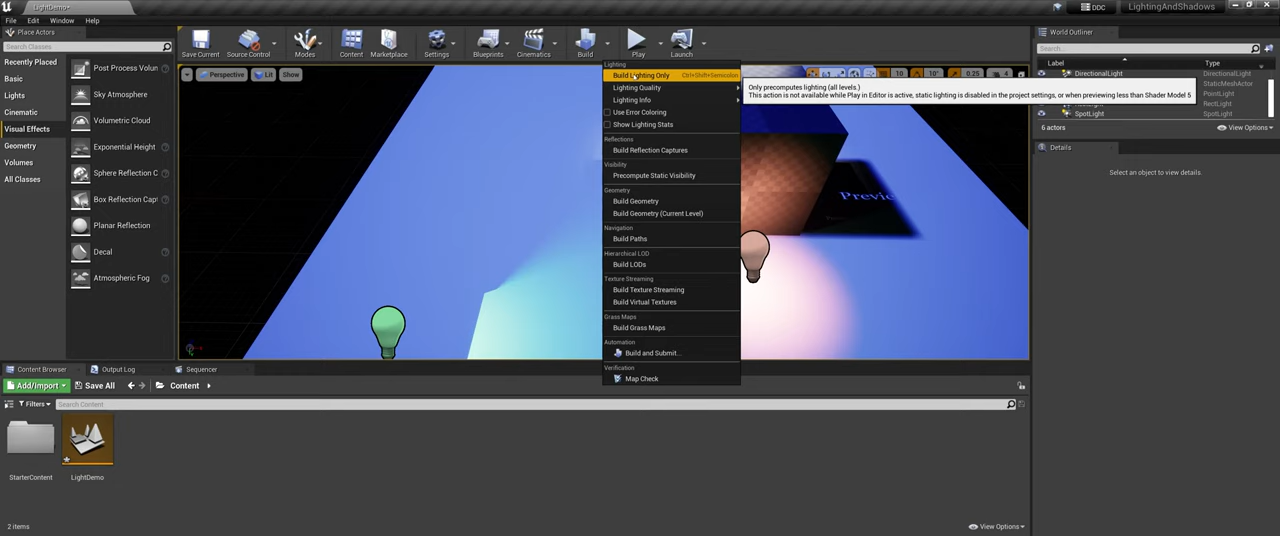 LightDemo•
DDC
LightingAndShadows
File Edit Window Help
Place Actors
Search Classes
Recently Placed
Basic
Lights
Cinematic
Visual Effects
Geometry
Volumes
All Classes
Post Process Volun
Sky Atmosphere
Volumetric Cloud
Exponential Height
Sphere Reflection C
Box Reflection Capt
Planar Reflection
Decal
Atmospheric Fog
Save Current
Source Control
Modes
Content
Marketplace
Settings
Blueprints
Cinematics
Build
Play
Launch
Perspective
Lit
Show
10
10°
0.25
4
Lighting
Build Lighting Only Ctrl+Shift+Semicolon
Lighting Quality
Lighting Info
Use Error Coloring
Show Lighting Stats
Reflections
Build Reflection Captures
Visibility
Precompute Static Visibility
Geometry
Build Geometry
Build Geometry (Current Level)
Navigation
Build Paths
Hierarchical LOD
Build LODs
Texture Streaming
Build Texture Streaming
Build Virtual Textures
Grass Maps
Build Grass Maps
Automation
Build and Submit...
Verification
Map Check
Only precomputes lighting (all levels.)
This action is not available while Play in Editor is active, static lighting is disabled in the project settings, or when previewing less than Shader Model 5
Previe
World Outliner
Search...
Label Type
DirectionalLight DirectionalLight
StaticMeshActor
PointLight
RectLight RectLight
SpotLight SpotLight
6 actors
View Options
Details
Select an object to view details.
Content Browser
Output Log
Sequencer
Add/Import
Save All
Content
Filters
Search Content
StarterContent
LightDemo
2 items
View Options